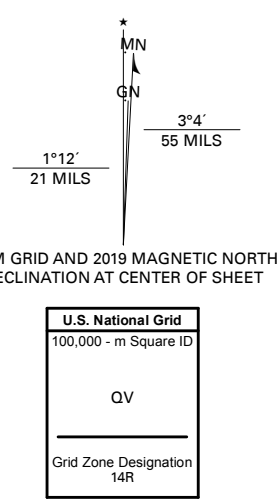 ★
MN
GN
3°4´
55 MILS
1°12´
21 MILS
M GRID AND 2019 MAGNETIC NORTH
ECLINATION AT CENTER OF SHEET
U.S. National Grid
100,000 - m Square ID
QV
Grid Zone Designation
14R